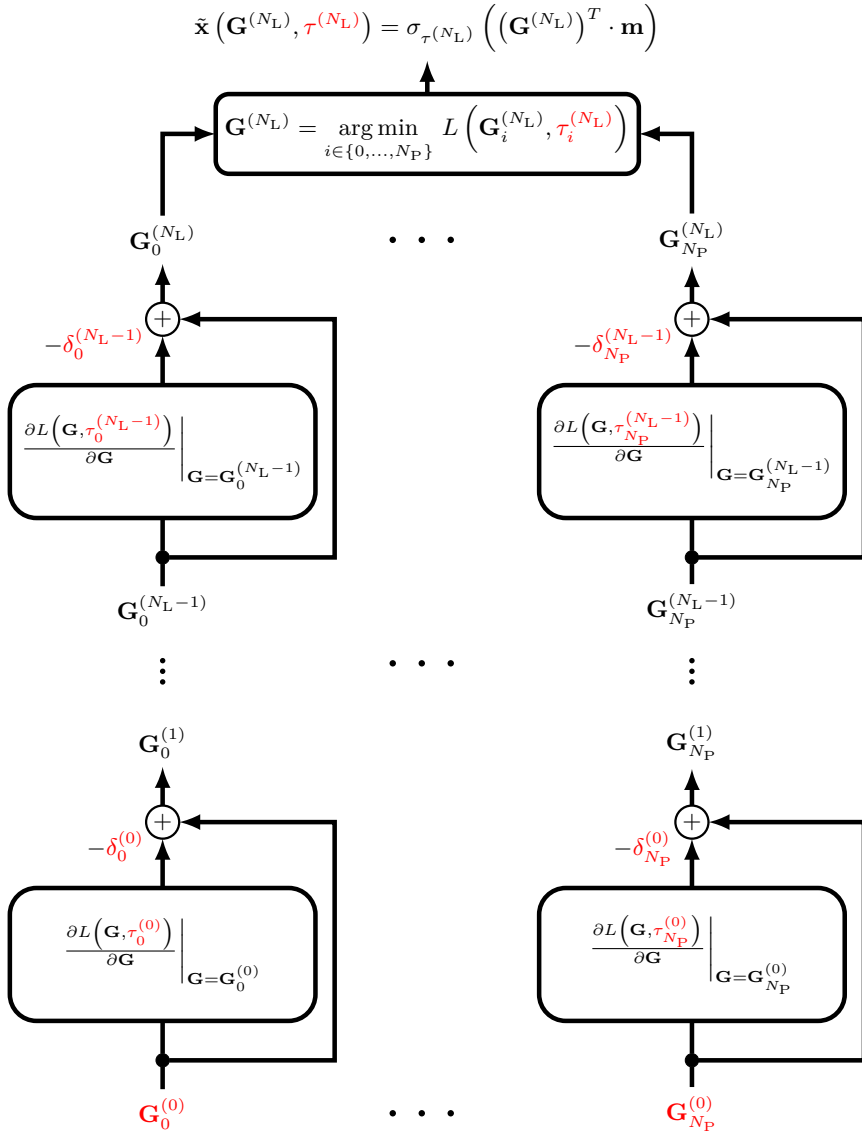 x̃ (G^(N_L), τ^(N_L)) = σ_τ^(N_L) ((G^(N_L))^T · m)
G^(N_L) = arg min_{i∈{0,...,N_P}} L (G_i^(N_L), τ_i^(N_L))
G_0^(N_L) · · · G_{N_P}^(N_L)
+ +
−δ_0^(N_L−1) −δ_{N_P}^(N_L−1)
∂L(G,τ_0^(N_L−1))/∂G |_{G=G_0^(N_L−1)} ∂L(G,τ_{N_P}^(N_L−1))/∂G |_{G=G_{N_P}^(N_L−1)}
G_0^(N_L−1) G_{N_P}^(N_L−1)
⋮ · · · ⋮
G_0^(1) G_{N_P}^(1)
+ +
−δ_0^(0) −δ_{N_P}^(0)
∂L(G,τ_0^(0))/∂G |_{G=G_0^(0)} ∂L(G,τ_{N_P}^(0))/∂G |_{G=G_{N_P}^(0)}
G_0^(0) · · · G_{N_P}^(0)